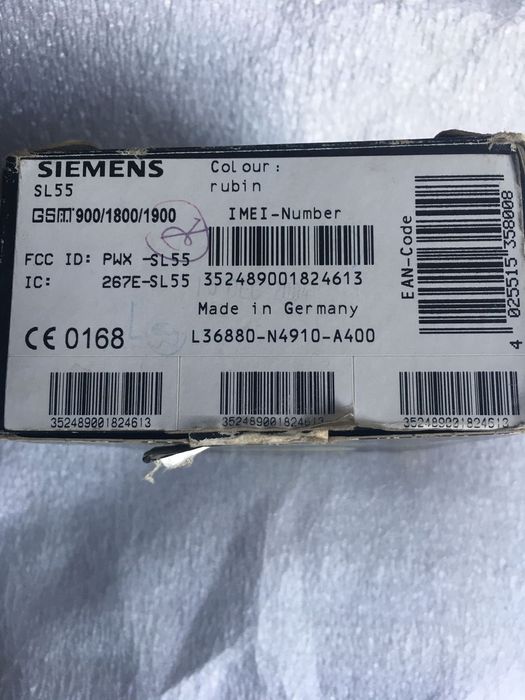 SIEMENS
SL55
GSM 900/1800/1900
FCC ID: PWX -SL55
IC: 267E-SL55
CE 0168
Colour:
rubin
IMEI-Number
352489001824613
Made in Germany
L36880-N4910-A400
EAN-Code
4 025515 358008
352489001824613
352489001824613
352489001824613